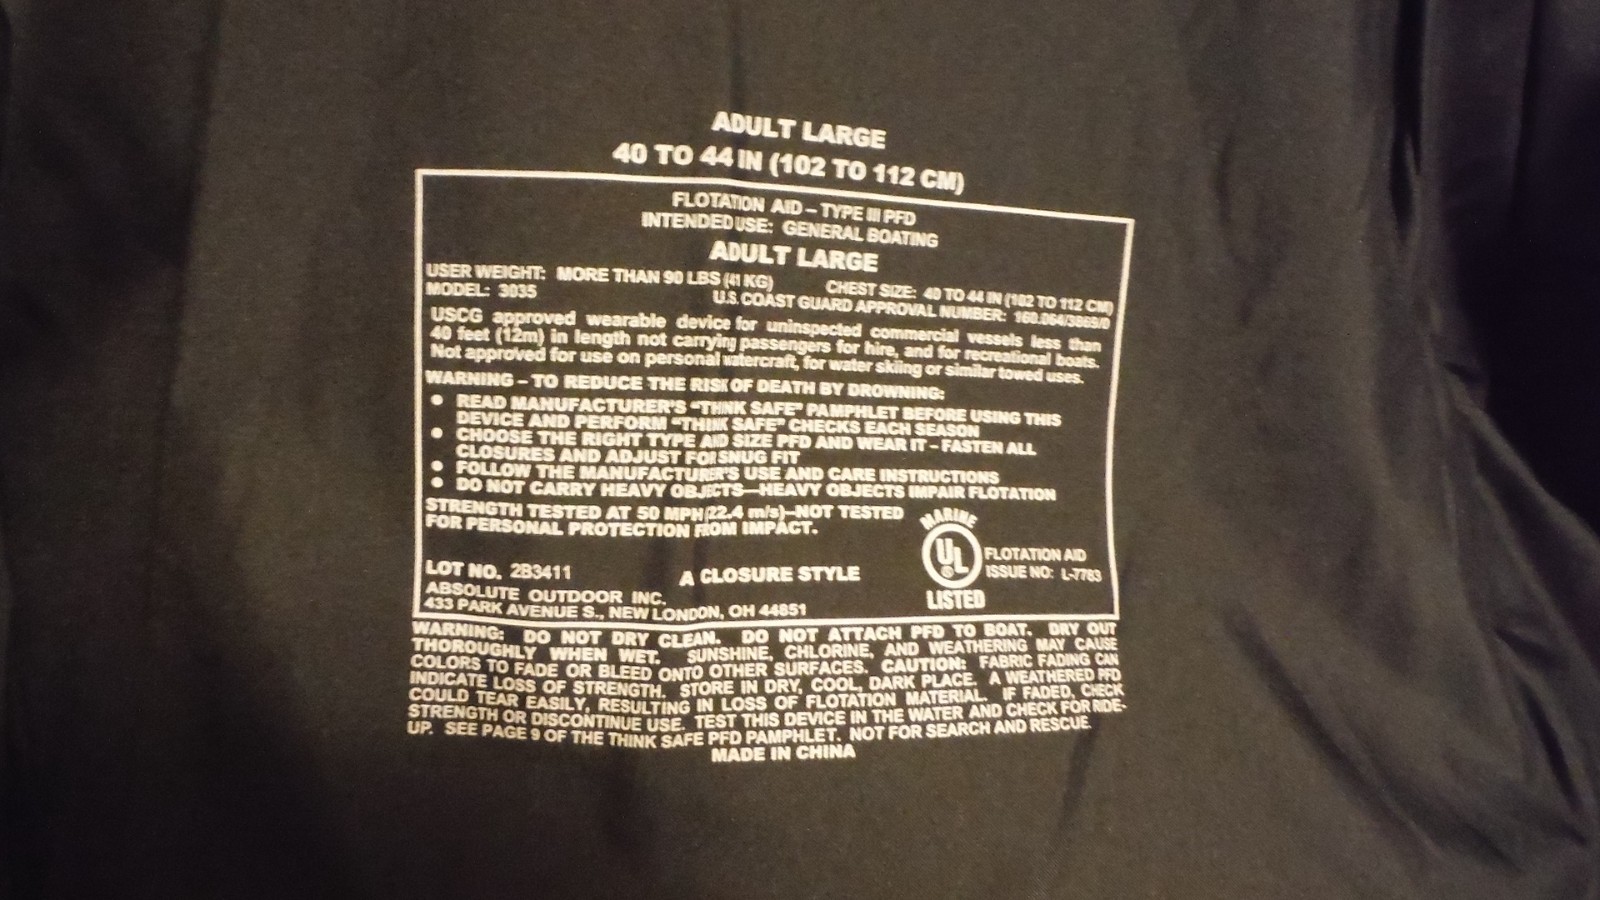 ADULT LARGE
40 TO 44 IN (102 TO 112 CM)
FLOTATION AID – TYPE III PFD
INTENDED USE: GENERAL BOATING
ADULT LARGE
USER WEIGHT: MORE THAN 90 LBS (41 KG) CHEST SIZE: 40 TO 44 IN (102 TO 112 CM)
MODEL: 3035 U.S. COAST GUARD APPROVAL NUMBER: 160.064/3865/0
USCG approved wearable device for uninspected commercial vessels less than
40 feet (12m) in length not carrying passengers for hire, and for recreational boats.
Not approved for use on personal watercraft, for water skiing or similar towed uses.
WARNING – TO REDUCE THE RISK OF DEATH BY DROWNING:
• READ MANUFACTURER'S "THINK SAFE" PAMPHLET BEFORE USING THIS
DEVICE AND PERFORM "THINK SAFE" CHECKS EACH SEASON
• CHOOSE THE RIGHT TYPE AND SIZE PFD AND WEAR IT – FASTEN ALL
CLOSURES AND ADJUST FOR SNUG FIT
• FOLLOW THE MANUFACTURER'S USE AND CARE INSTRUCTIONS
• DO NOT CARRY HEAVY OBJECTS—HEAVY OBJECTS IMPAIR FLOTATION
STRENGTH TESTED AT 50 MPH (22.4 m/s)–NOT TESTED
FOR PERSONAL PROTECTION FROM IMPACT.
MARINE
UL
®
LISTED
FLOTATION AID
ISSUE NO: L-7763
LOT NO. 2B3411 A CLOSURE STYLE
ABSOLUTE OUTDOOR INC.
433 PARK AVENUE S., NEW LONDON, OH 44851
WARNING: DO NOT DRY CLEAN. DO NOT ATTACH PFD TO BOAT. DRY OUT
THOROUGHLY WHEN WET. SUNSHINE, CHLORINE, AND WEATHERING MAY CAUSE
COLORS TO FADE OR BLEED ONTO OTHER SURFACES. CAUTION: FABRIC FADING CAN
INDICATE LOSS OF STRENGTH. STORE IN DRY, COOL, DARK PLACE. A WEATHERED PFD
COULD TEAR EASILY, RESULTING IN LOSS OF FLOTATION MATERIAL. IF FADED, CHECK
STRENGTH OR DISCONTINUE USE. TEST THIS DEVICE IN THE WATER AND CHECK FOR RIDE-
UP. SEE PAGE 9 OF THE THINK SAFE PFD PAMPHLET. NOT FOR SEARCH AND RESCUE.
MADE IN CHINA